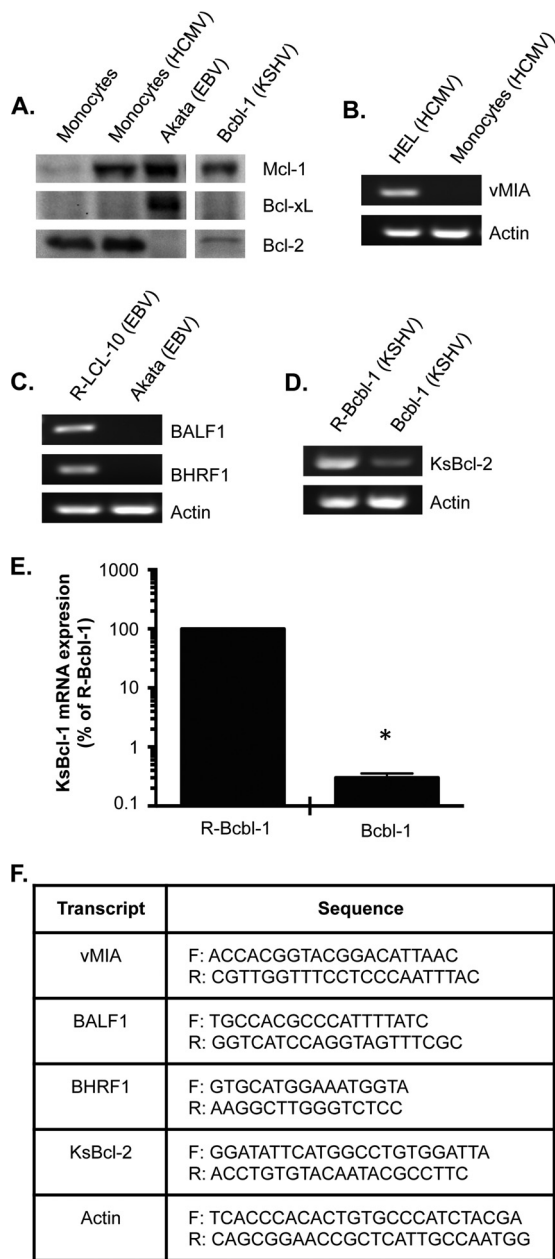 A.
Monocytes
Monocytes (HCMV)
Akata (EBV)
Bcbl-1 (KSHV)
Mcl-1
Bcl-xL
Bcl-2
B.
HEL (HCMV)
Monocytes (HCMV)
vMIA
Actin
C.
R-LCL-10 (EBV)
Akata (EBV)
BALF1
BHRF1
Actin
D.
R-Bcbl-1 (KSHV)
Bcbl-1 (KSHV)
KsBcl-2
Actin
E.
KsBcl-1 mRNA expresion
(% of R-Bcbl-1)
1000
100
10
1
0.1
*
R-Bcbl-1
Bcbl-1
F.
Transcript Sequence
vMIA
F: ACCACGGTACGGACATTAAC
R: CGTTGGTTTCCTCCCAATTTAC
BALF1
F: TGCCACGCCCATTTTATC
R: GGTCATCCAGGTAGTTTCGC
BHRF1
F: GTGCATGGAAATGGTA
R: AAGGCTTGGGTCTCC
KsBcl-2
F: GGATATTCATGGCCTGTGGATTA
R: ACCTGTGTACAATACGCCTTC
Actin
F: TCACCCACACTGTGCCCATCTACGA
R: CAGCGGAACCGCTCATTGCCAATGG